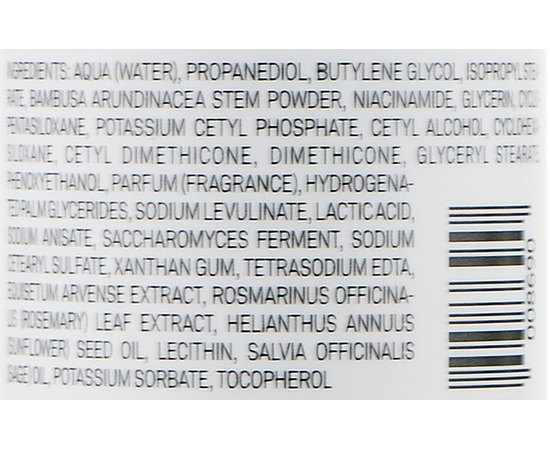 INGREDIENTS: AQUA (WATER), PROPANEDIOL, BUTYLENE GLYCOL, ISOPROPYL STEA-
RATE, BAMBUSA ARUNDINACEA STEM POWDER, NIACINAMIDE, GLYCERIN, CYCLO-
PENTASILOXANE, POTASSIUM CETYL PHOSPHATE, CETYL ALCOHOL, CYCLOHEXA-
SILOXANE, CETYL DIMETHICONE, DIMETHICONE, GLYCERYL STEARATE,
PHENOXYETHANOL, PARFUM (FRAGRANCE), HYDROGENA-
TED PALM GLYCERIDES, SODIUM LEVULINATE, LACTIC ACID,
SODIUM ANISATE, SACCHAROMYCES FERMENT, SODIUM
CETEARYL SULFATE, XANTHAN GUM, TETRASODIUM EDTA,
EQUISETUM ARVENSE EXTRACT, ROSMARINUS OFFICINA-
LIS (ROSEMARY) LEAF EXTRACT, HELIANTHUS ANNUUS
(SUNFLOWER) SEED OIL, LECITHIN, SALVIA OFFICINALIS
(SAGE) OIL, POTASSIUM SORBATE, TOCOPHEROL
008690